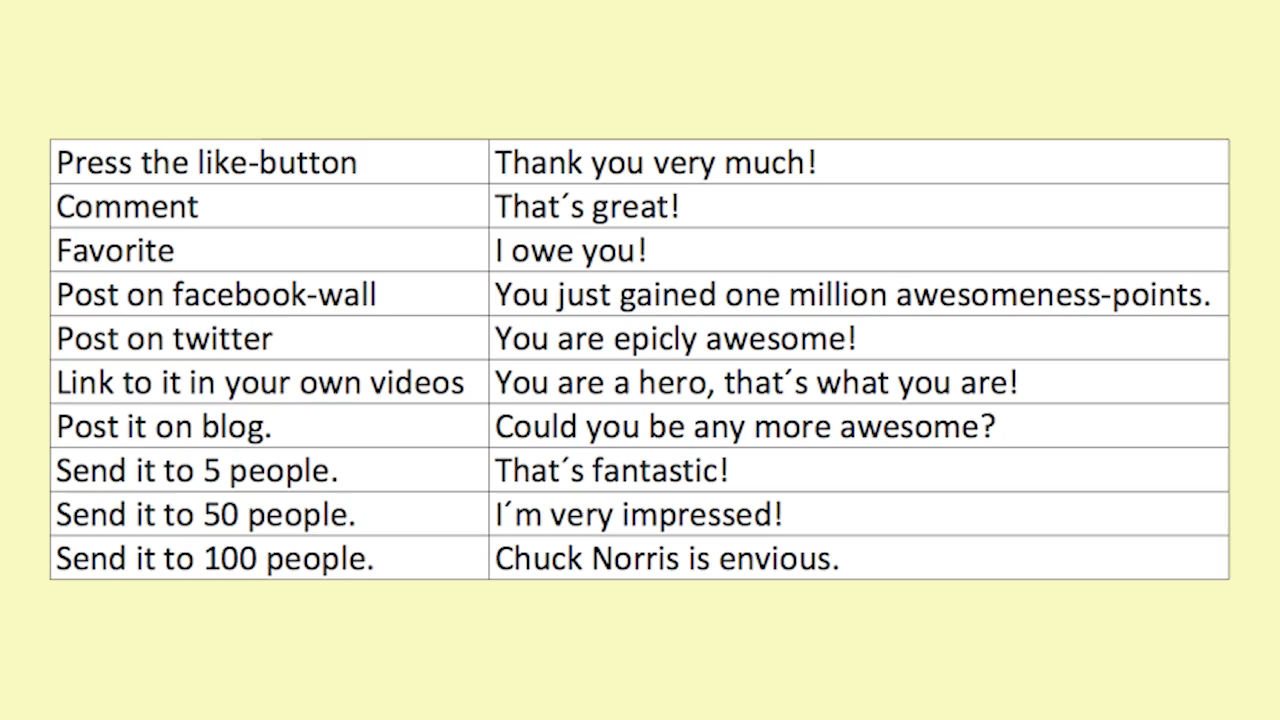 Press the like-button Thank you very much!
Comment That´s great!
Favorite I owe you!
Post on facebook-wall You just gained one million awesomeness-points.
Post on twitter You are epicly awesome!
Link to it in your own videos You are a hero, that´s what you are!
Post it on blog. Could you be any more awesome?
Send it to 5 people. That´s fantastic!
Send it to 50 people. I´m very impressed!
Send it to 100 people. Chuck Norris is envious.